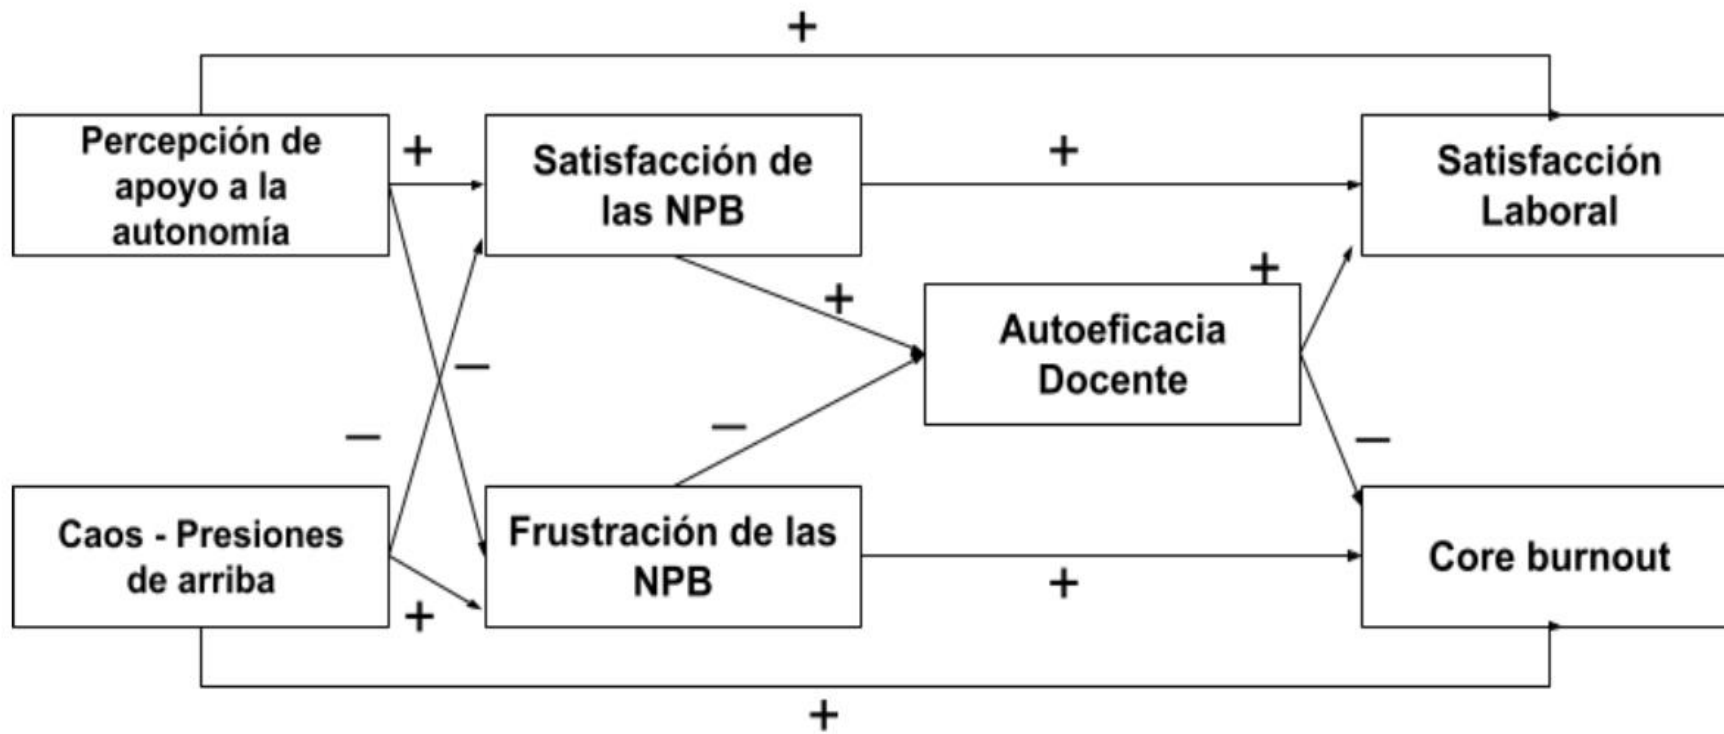 +
Percepción de
apoyo a la
autonomía
+
Satisfacción de
las NPB
+
Satisfacción
Laboral
+
+
Autoeficacia
Docente
–
–
–
–
Caos - Presiones
de arriba
+
Frustración de las
NPB
+
Core burnout
+